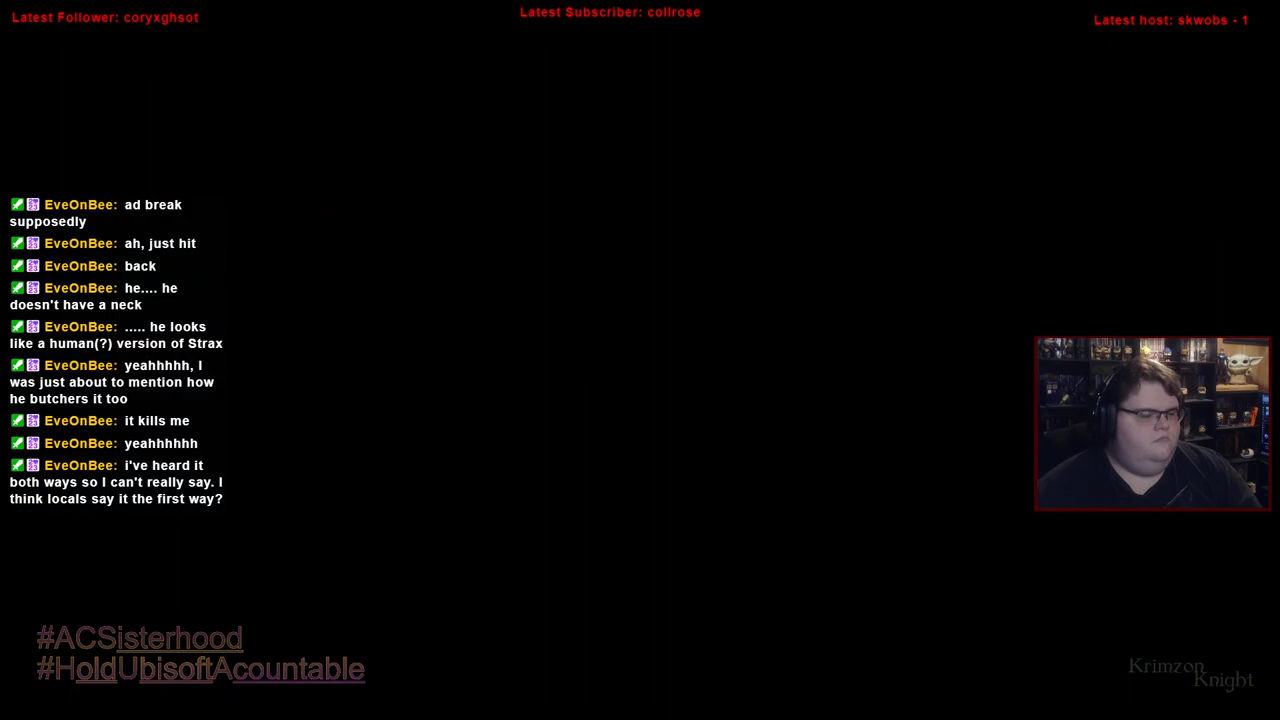 Latest Follower: coryxghsot
Latest Subscriber: collrose
Latest host: skwobs - 1
EveOnBee: ad break
supposedly
EveOnBee: ah, just hit
EveOnBee: back
EveOnBee: he.... he
doesn't have a neck
EveOnBee: ..... he looks
like a human(?) version of Strax
EveOnBee: yeahhhhh, I
was just about to mention how
he butchers it too
EveOnBee: it kills me
EveOnBee: yeahhhhhh
EveOnBee: i've heard it
both ways so I can't really say. I
think locals say it the first way?
#ACSisterhood
#HoldUbisoftAcountable
Krimzon
Knight